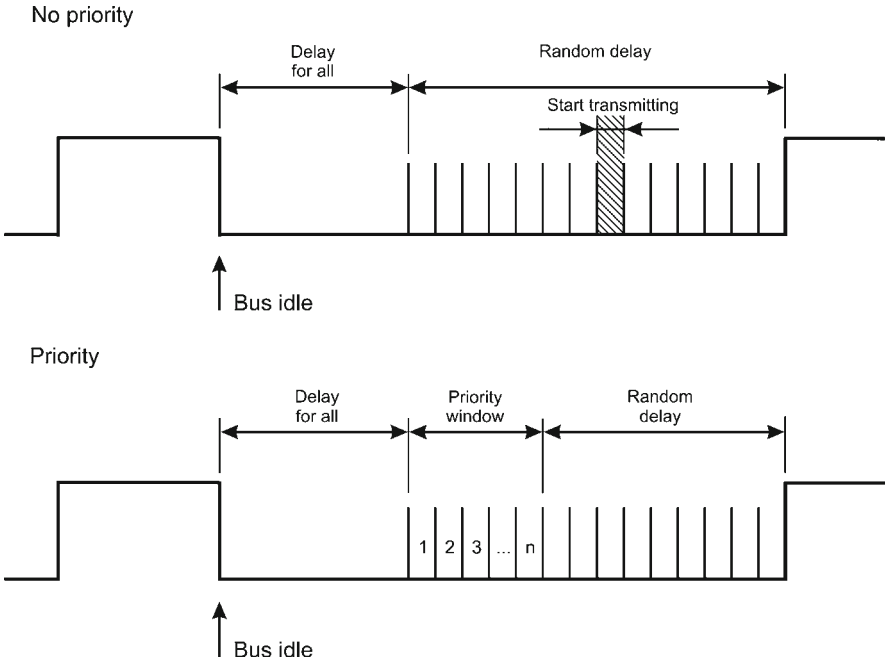 No priority
Delay
for all
Random delay
Start transmitting
Bus idle
Priority
Delay
for all
Priority
window
Random
delay
1 2 3 ... n
Bus idle